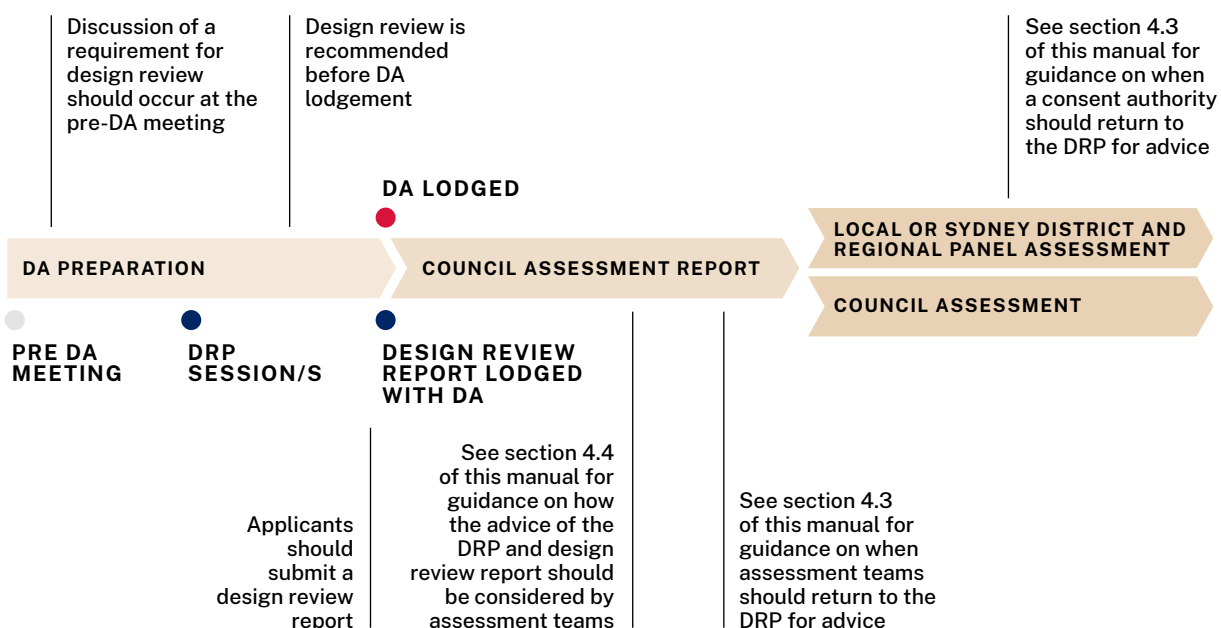 Discussion of a
requirement for
design review
should occur at the
pre-DA meeting
Design review is
recommended
before DA
lodgement
See section 4.3
of this manual for
guidance on when
a consent authority
should return to
the DRP for advice
DA LODGED
DA PREPARATION
COUNCIL ASSESSMENT REPORT
LOCAL OR SYDNEY DISTRICT AND
REGIONAL PANEL ASSESSMENT
COUNCIL ASSESSMENT
PRE DA
MEETING
DRP
SESSION/S
DESIGN REVIEW
REPORT LODGED
WITH DA
Applicants
should
submit a
design review
report
See section 4.4
of this manual for
guidance on how
the advice of the
DRP and design
review report should
be considered by
assessment teams
See section 4.3
of this manual for
guidance on when
assessment teams
should return to the
DRP for advice